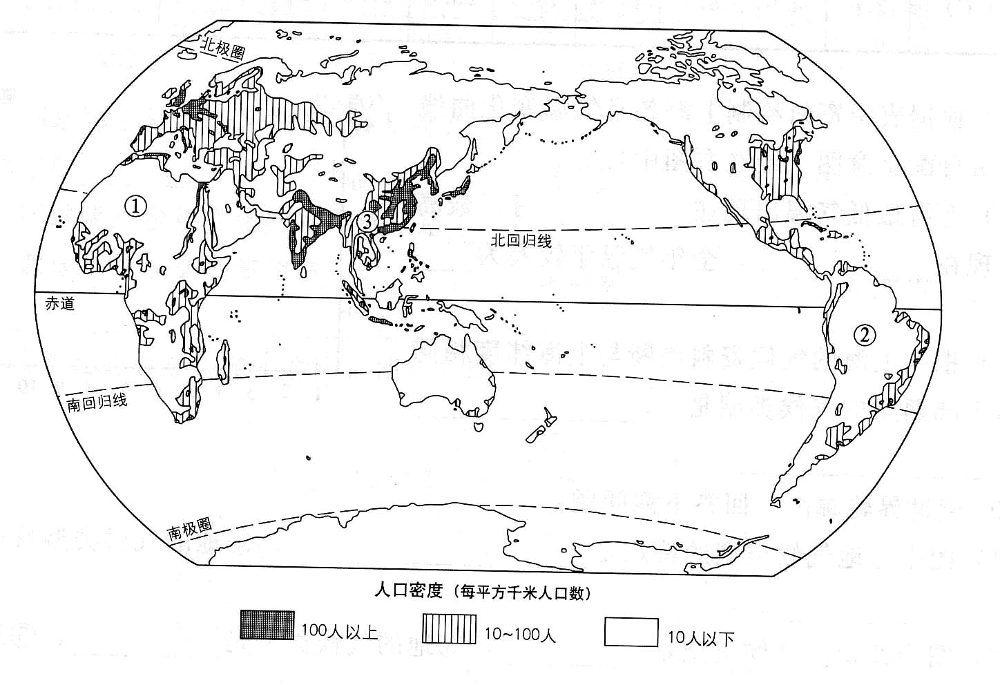 北极圈
①
③
北回归线
赤道
②
南回归线
南极圈
人口密度（每平方千米人口数）
100人以上
10~100人
10人以下